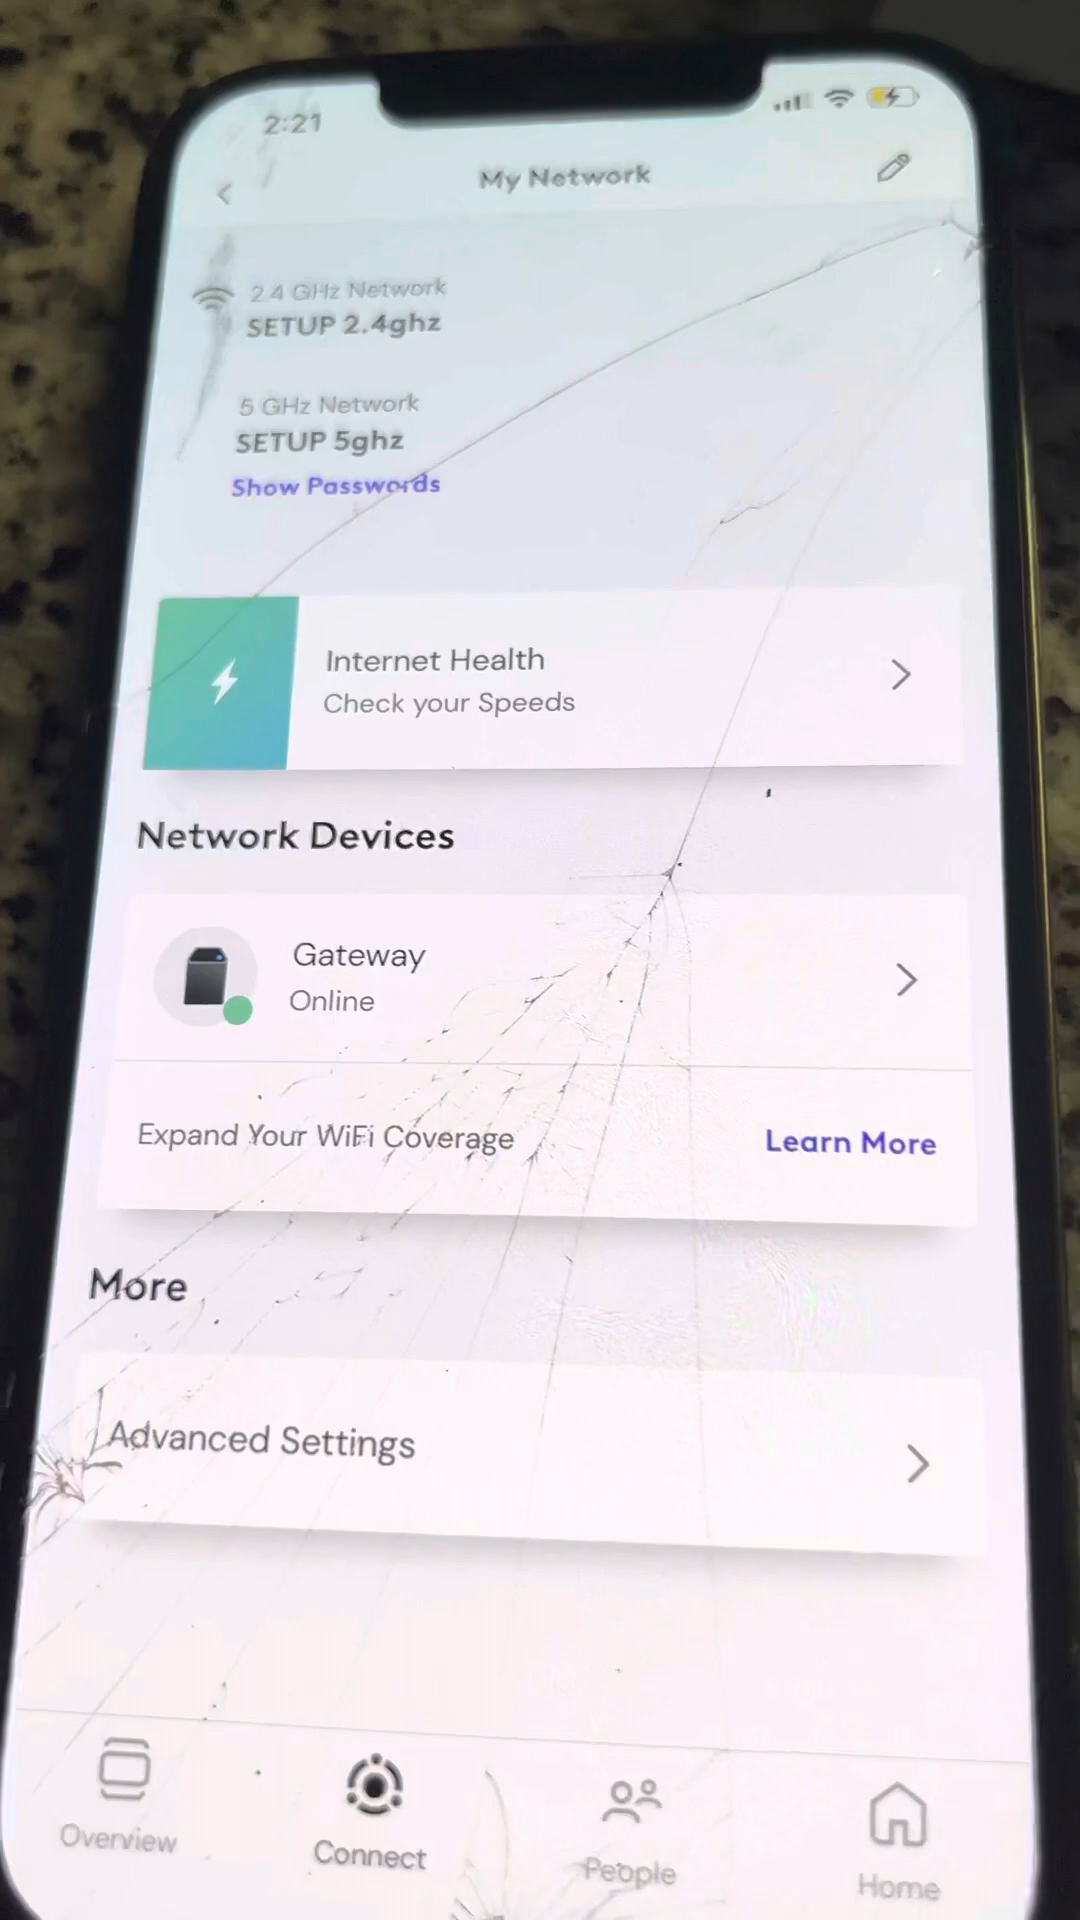 2:21
My Network
2.4 GHz Network
SETUP 2.4ghz
5 GHz Network
SETUP 5ghz
Show Passwords
Internet Health
Check your Speeds
Network Devices
Gateway
Online
Expand Your WiFi Coverage
Learn More
More
Advanced Settings
Overview
Connect
People
Home